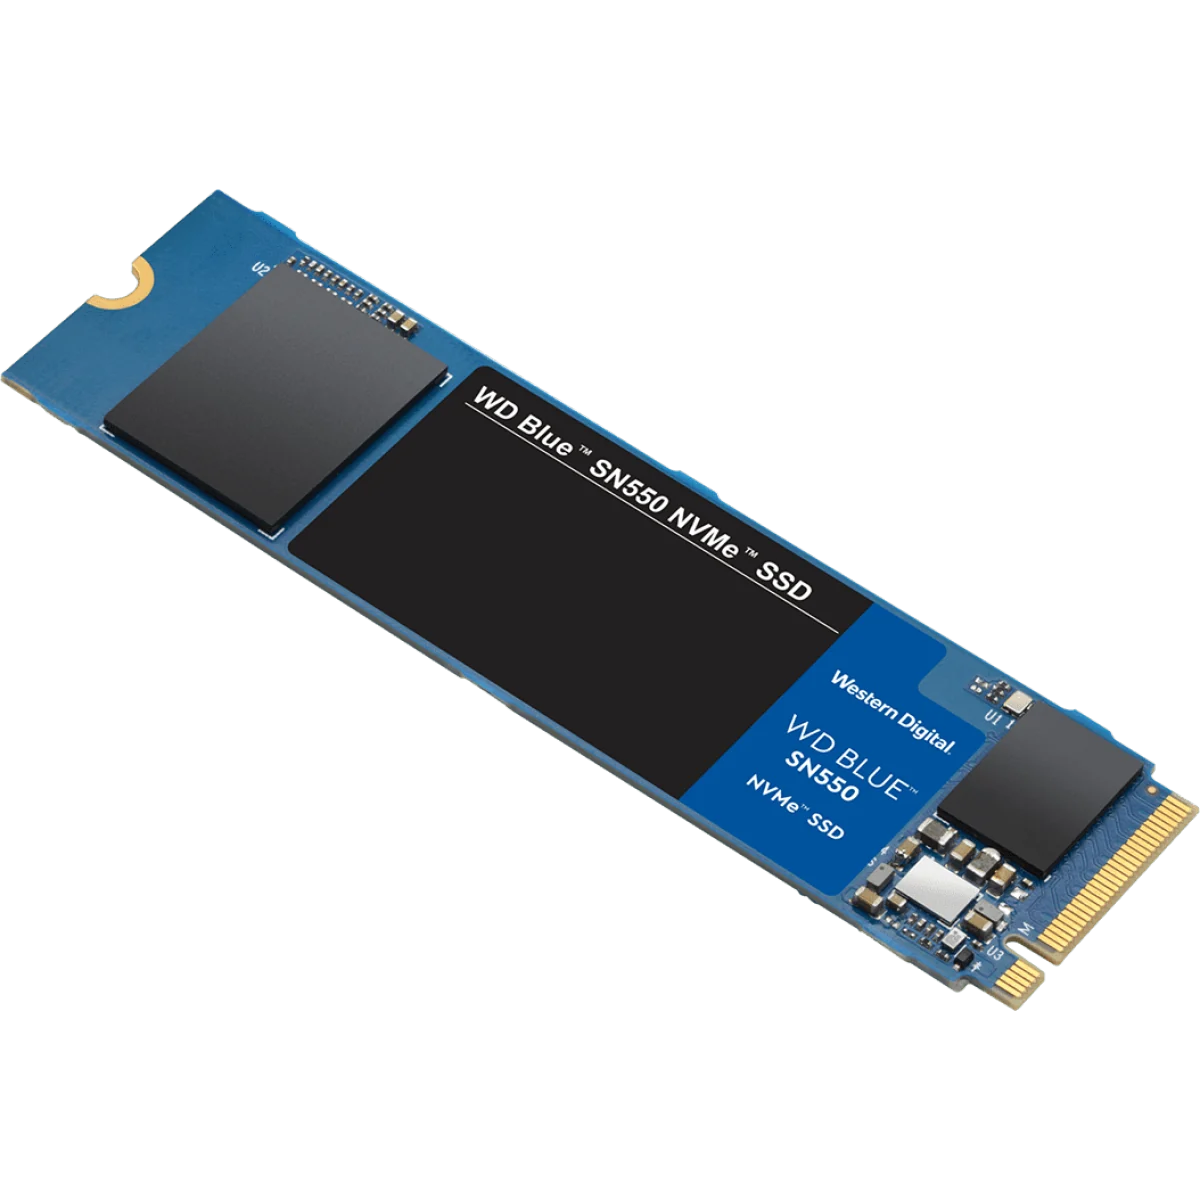 U2
WD Blue™ SN550 NVMe™ SSD
Western Digital.
WD BLUE™
SN550
NVMe™ SSD
U1
M
U3